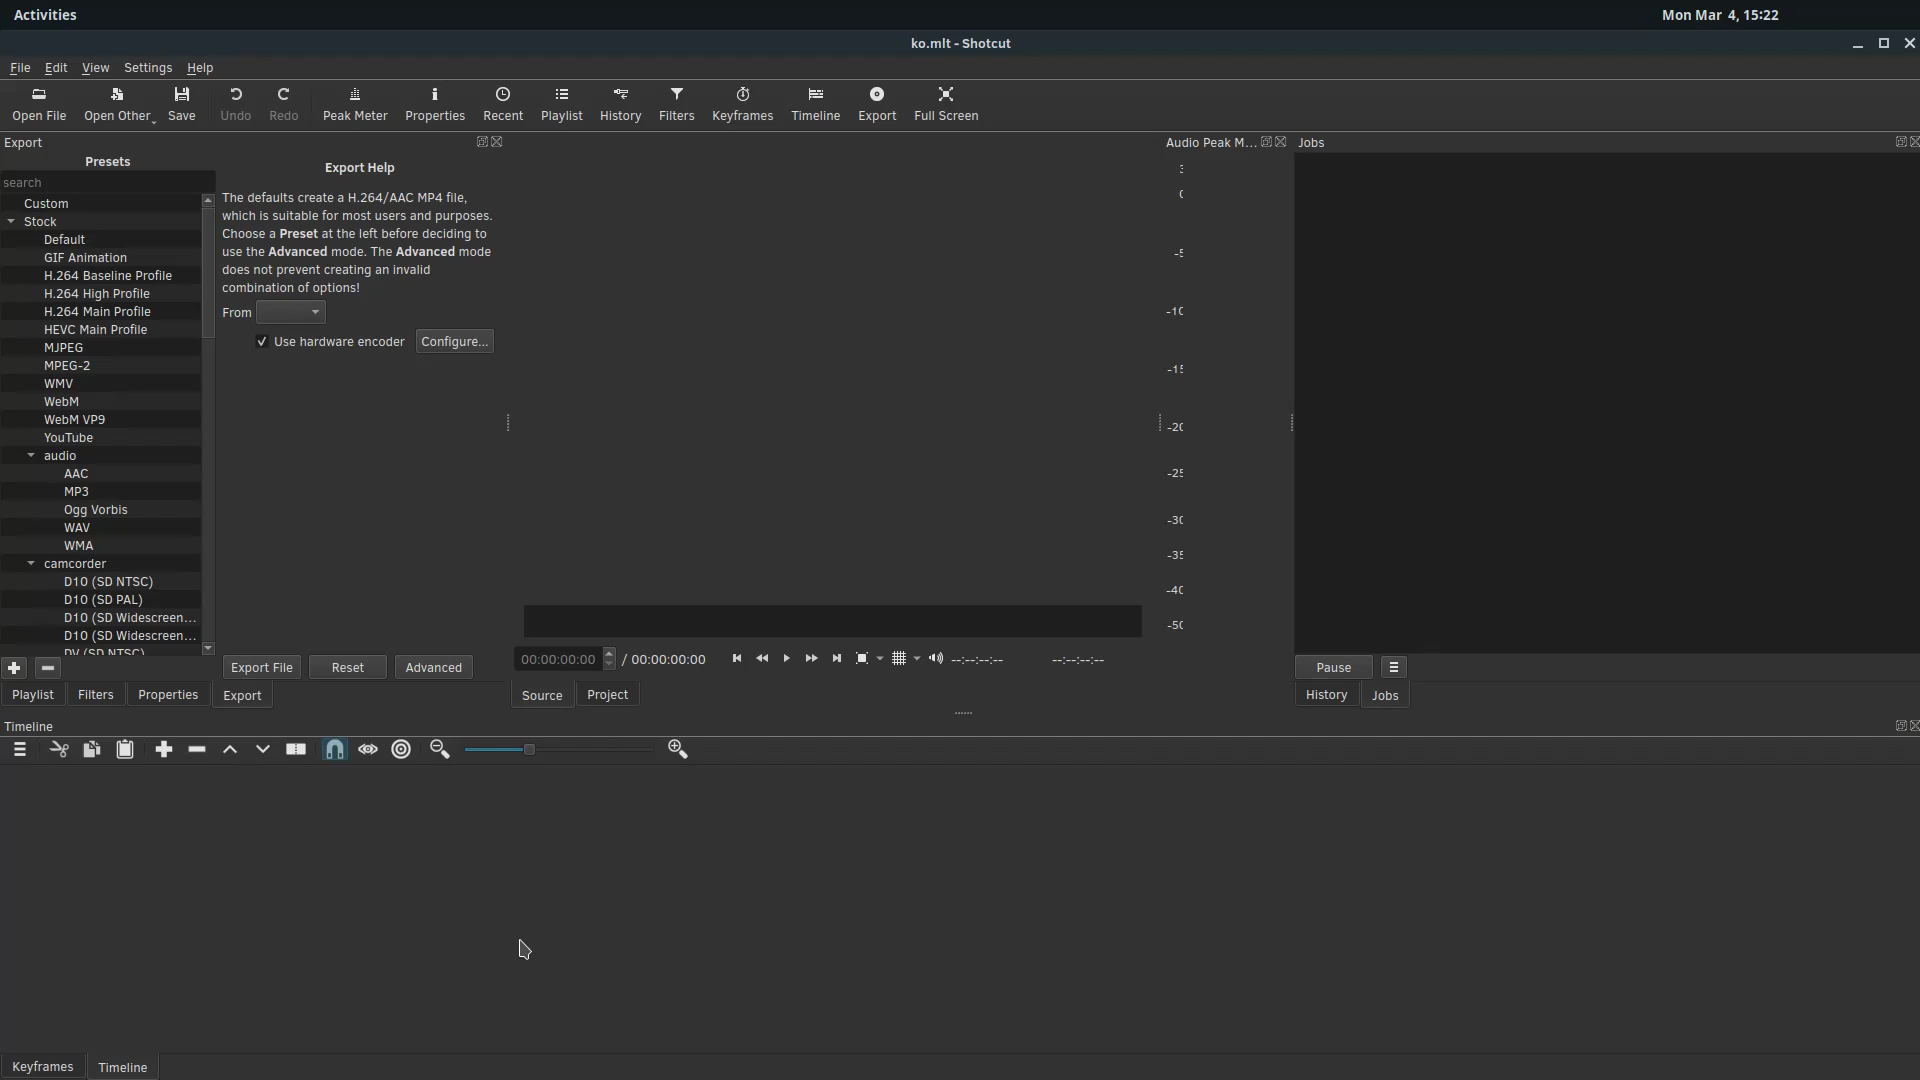 Activities
Mon Mar 4, 15:22
ko.mlt - Shotcut
File Edit View Settings Help
Open File Open Other Save Undo Redo Peak Meter Properties Recent Playlist History Filters Keyframes Timeline Export Full Screen
Export
Presets
search
Custom
Stock
Default
GIF Animation
H.264 Baseline Profile
H.264 High Profile
H.264 Main Profile
HEVC Main Profile
MJPEG
MPEG-2
WMV
WebM
WebM VP9
YouTube
audio
AAC
MP3
Ogg Vorbis
WAV
WMA
camcorder
D10 (SD NTSC)
D10 (SD PAL)
D10 (SD Widescreen...
D10 (SD Widescreen...
DV (SD NTSC)
Export Help
The defaults create a H.264/AAC MP4 file,
which is suitable for most users and purposes.
Choose a Preset at the left before deciding to
use the Advanced mode. The Advanced mode
does not prevent creating an invalid
combination of options!
From
Use hardware encoder Configure...
Export File Reset Advanced
Playlist Filters Properties Export
00:00:00:00 / 00:00:00:00 --:--:--:-- --:--:--:--
Source Project
Audio Peak M...
3
0
-5
-10
-15
-20
-25
-30
-35
-40
-50
Jobs
Pause
History Jobs
Timeline
Keyframes Timeline